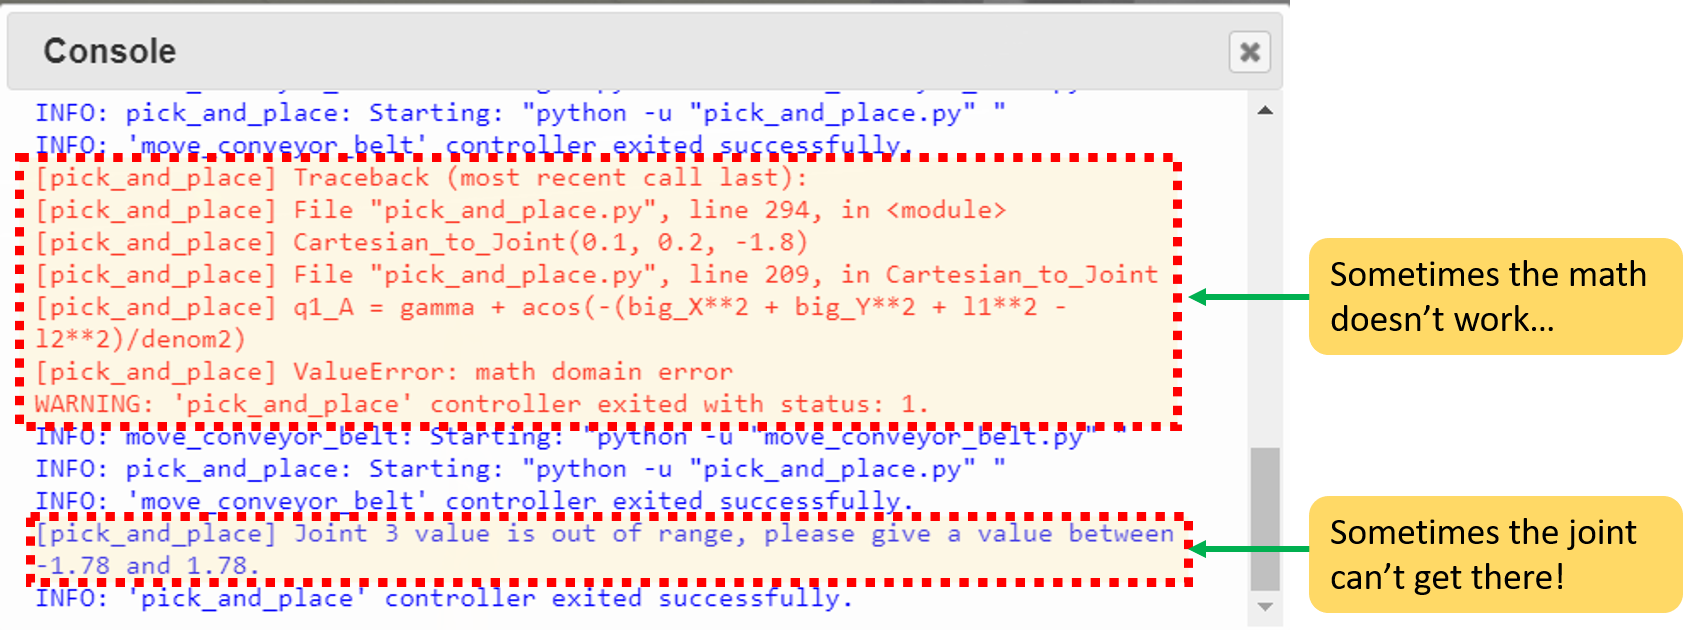 Console
INFO: pick_and_place: Starting: "python -u "pick_and_place.py" "
INFO: 'move_conveyor_belt' controller exited successfully.
[pick_and_place] Traceback (most recent call last):
[pick_and_place] File "pick_and_place.py", line 294, in <module>
[pick_and_place] Cartesian_to_Joint(0.1, 0.2, -1.8)
[pick_and_place] File "pick_and_place.py", line 209, in Cartesian_to_Joint
[pick_and_place] q1_A = gamma + acos(-(big_X**2 + big_Y**2 + l1**2 -
l2**2)/denom2)
[pick_and_place] ValueError: math domain error
WARNING: 'pick_and_place' controller exited with status: 1.
INFO: move_conveyor_belt: Starting: "python -u "move_conveyor_belt.py" "
INFO: pick_and_place: Starting: "python -u "pick_and_place.py" "
INFO: 'move_conveyor_belt' controller exited successfully.
[pick_and_place] Joint 3 value is out of range, please give a value between
-1.78 and 1.78.
INFO: 'pick_and_place' controller exited successfully.
Sometimes the math
doesn’t work…
Sometimes the joint
can’t get there!